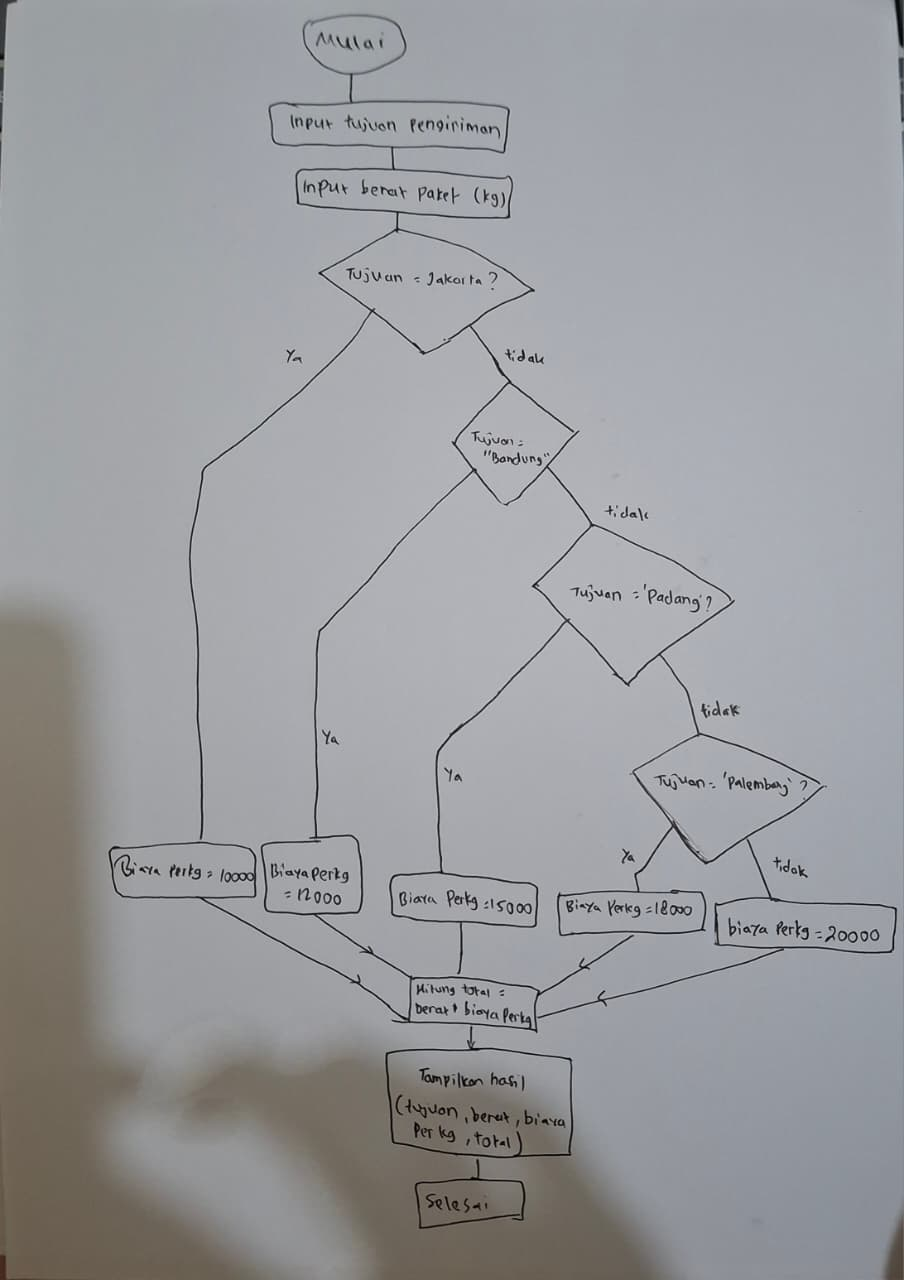 Mulai
Input tujuan pengiriman
Input berat paket (kg)
Tujuan = Jakarta ?
Ya
tidak
Tujuan =
"Bandung"
tidak
Tujuan = 'Padang' ?
tidak
Ya
Ya
Tujuan = 'Palembang' ?
Ya
tidak
Biaya Perkg = 10000
Biaya Perkg
= 12000
Biaya Perkg = 15000
Biaya Perkg = 18000
biaya Perkg = 20000
Hitung total =
berat * biaya Perkg
Tampilkan hasil
(tujuan, berat, biaya
Per kg, total)
Selesai